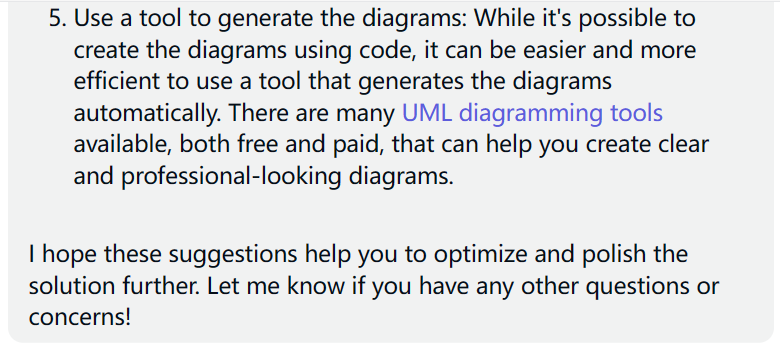 5. Use a tool to generate the diagrams: While it's possible to
create the diagrams using code, it can be easier and more
efficient to use a tool that generates the diagrams
automatically. There are many UML diagramming tools
available, both free and paid, that can help you create clear
and professional-looking diagrams.
I hope these suggestions help you to optimize and polish the
solution further. Let me know if you have any other questions or
concerns!